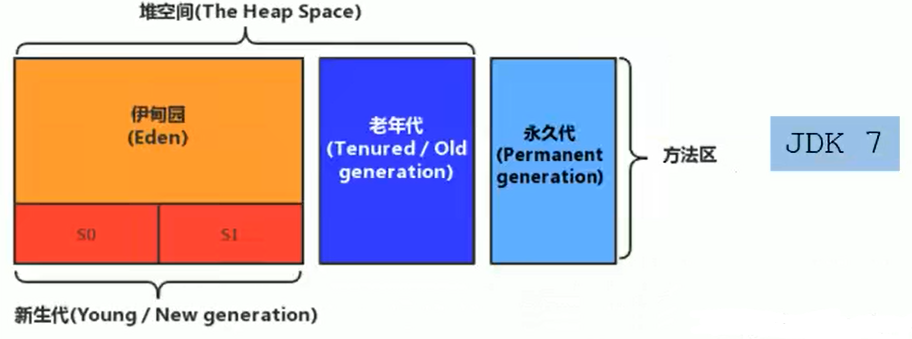 堆空间(The Heap Space)
伊甸园
(Eden)
S0
S1
老年代
(Tenured / Old
generation)
永久代
(Permanent
generation)
方法区
JDK 7
新生代(Young / New generation)